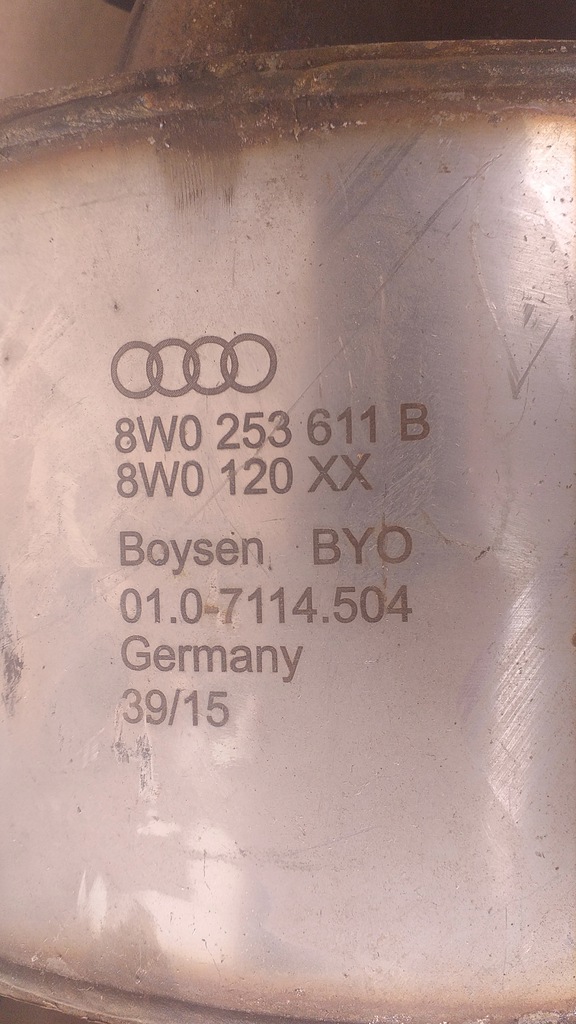 8W0 253 611 B
8W0 120 XX
Boysen BYO
01.0-7114.504
Germany
39/15